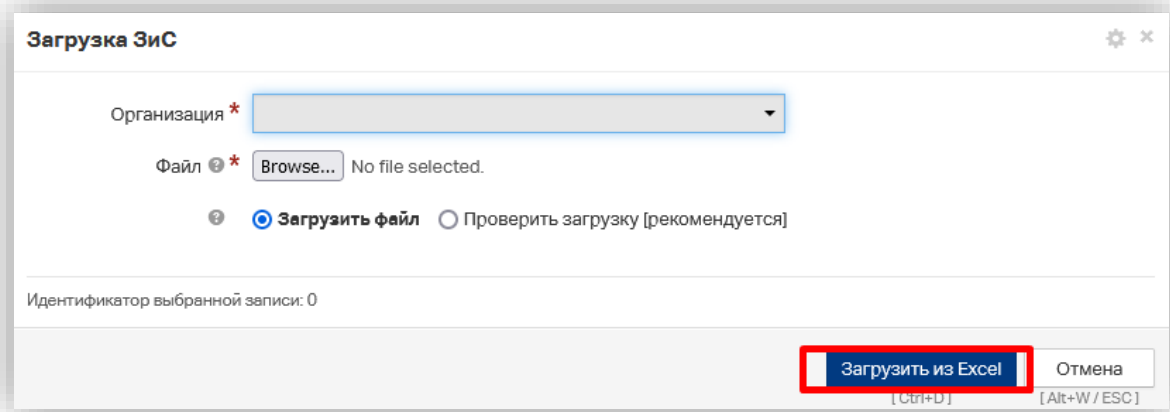 Загрузка ЗиС
Организация *
Файл ? * Browse... No file selected.
? Загрузить файл Проверить загрузку [рекомендуется]
Идентификатор выбранной записи: 0
Загрузить из Excel Отмена
[Ctrl+D] [Alt+W / ESC]